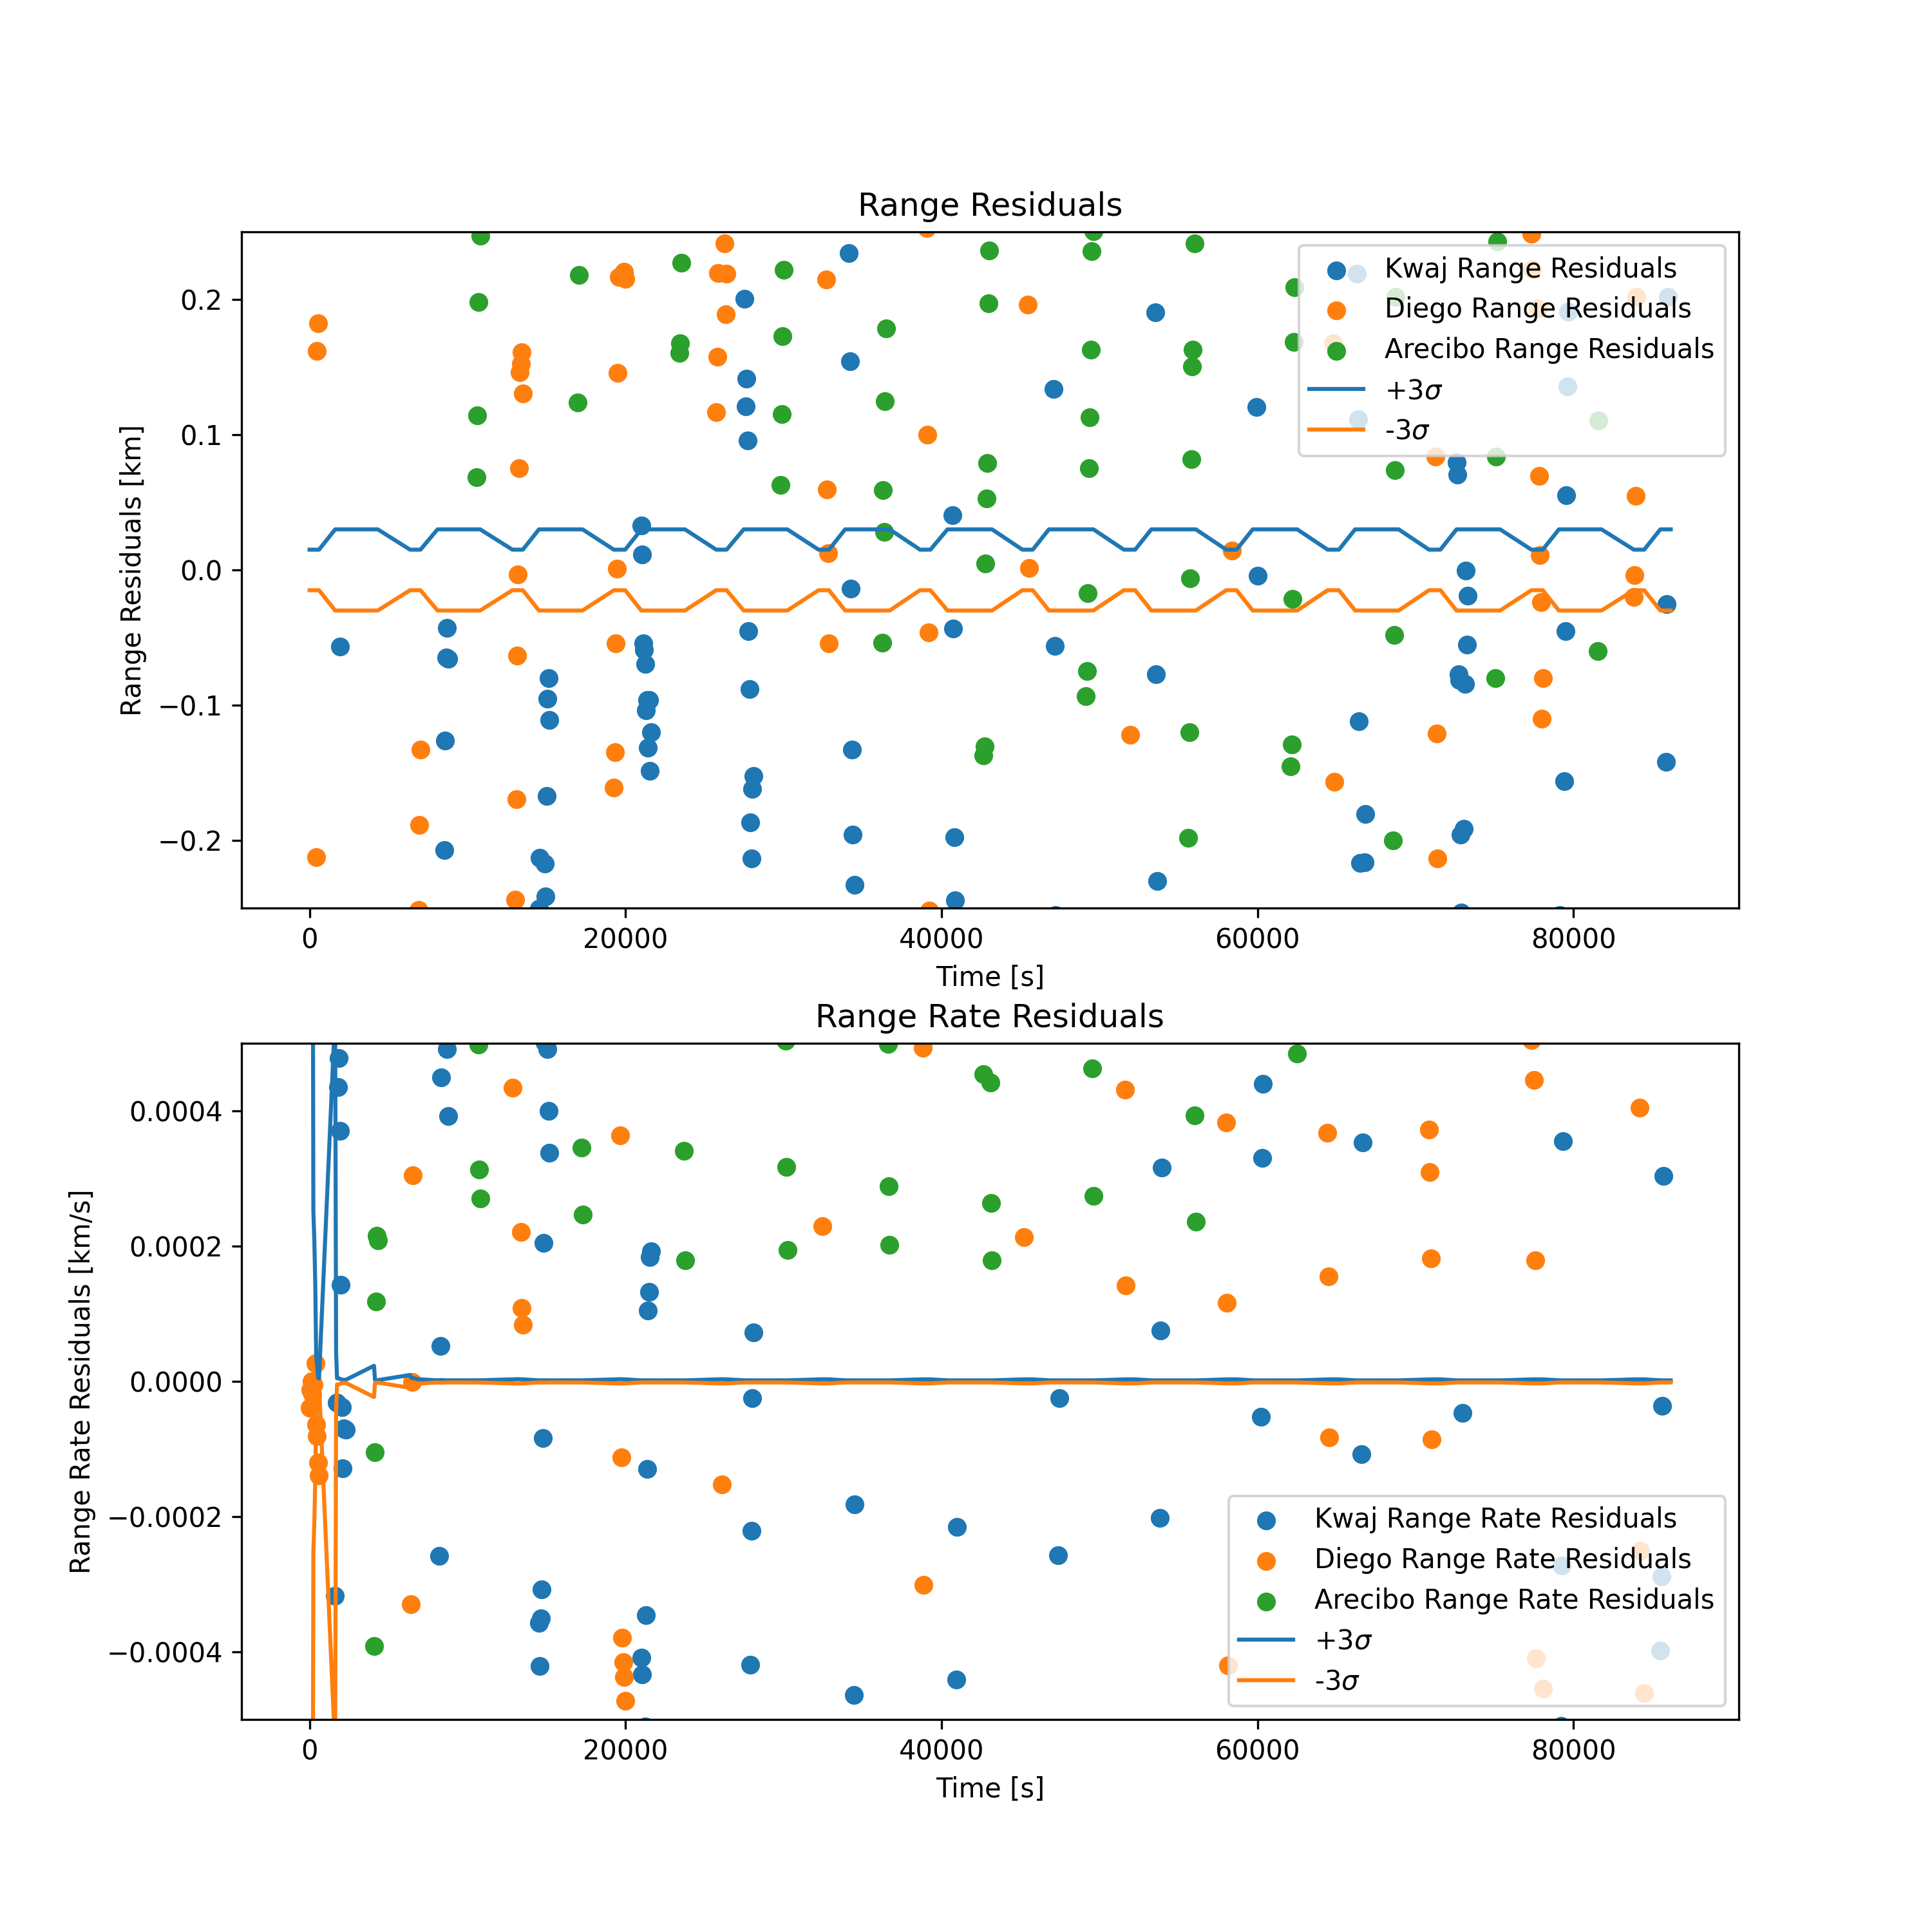 Range Residuals
Range Residuals [km]
0.2
0.1
0.0
−0.1
−0.2
Kwaj Range Residuals
Diego Range Residuals
Arecibo Range Residuals
+3σ
-3σ
0 20000 40000 60000 80000
Time [s]
Range Rate Residuals
Range Rate Residuals [km/s]
0.0004
0.0002
0.0000
−0.0002
−0.0004
Kwaj Range Rate Residuals
Diego Range Rate Residuals
Arecibo Range Rate Residuals
+3σ
-3σ
0 20000 40000 60000 80000
Time [s]